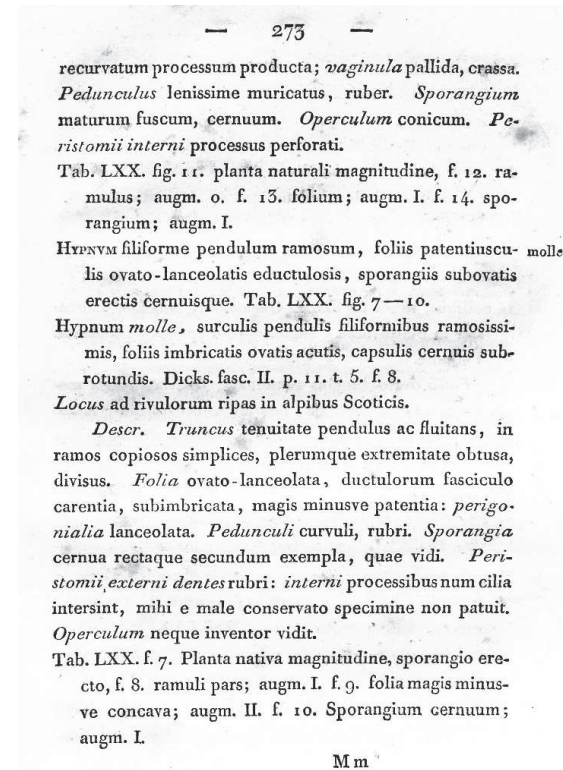 — 273 —
recurvatum processum producta; vaginula pallida, crassa.
Pedunculus lenissime muricatus, ruber. Sporangium
maturum fuscum, cernuum. Operculum conicum. Pe-
ristomii interni processus perforati.
Tab. LXX. fig. 11. planta naturali magnitudine, f. 12. ra-
mulus; augm. 0. f. 13. folium; augm. I. f. 14. spo-
rangium; augm. I.
HYPNVM filiforme pendulum ramosum, foliis patentiuscu- molle
lis ovato-lanceolatis eductulosis, sporangiis subovatis
erectis cernuisque. Tab. LXX. fig. 7—10.
Hypnum molle, surculis pendulis filiformibus ramosissi-
mis, foliis imbricatis ovatis acutis, capsulis cernuis sub-
rotundis. Dicks. fasc. II. p. 11. t. 5. f. 8.
Locus ad rivulorum ripas in alpibus Scoticis.
Descr. Truncus tenuitate pendulus ac fluitans, in
ramos copiosos simplices, plerumque extremitate obtusa,
divisus. Folia ovato-lanceolata, ductulorum fasciculo
carentia, subimbricata, magis minusve patentia: perigo-
nialia lanceolata. Pedunculi curvuli, rubri. Sporangia
cernua rectaque secundum exempla, quae vidi. Peri-
stomii externi dentes rubri: interni processibus num cilia
intersint, mihi e male conservato specimine non patuit.
Operculum neque inventor vidit.
Tab. LXX. f. 7. Planta nativa magnitudine, sporangio ere-
cto, f. 8. ramuli pars; augm. I. f. 9. folia magis minus-
ve concava; augm. II. f. 10. Sporangium cernuum;
augm. I.
M m